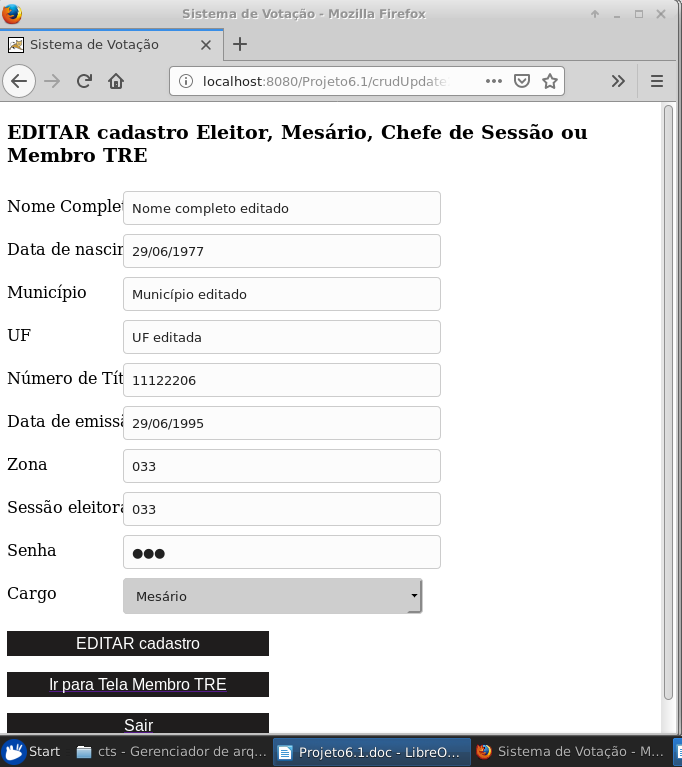 Sistema de Votação - Mozilla Firefox
Sistema de Votação
localhost:8080/Projeto6.1/crudUpdate
EDITAR cadastro Eleitor, Mesário, Chefe de Sessão ou
Membro TRE
Nome Complet Nome completo editado
Data de nascin 29/06/1977
Município Município editado
UF UF editada
Número de Tít 11122206
Data de emissã 29/06/1995
Zona 033
Sessão eleitora 033
Senha ●●●
Cargo Mesário
EDITAR cadastro
Ir para Tela Membro TRE
Sair
Start cts - Gerenciador de arq... Projeto6.1.doc - LibreO... Sistema de Votação - M...